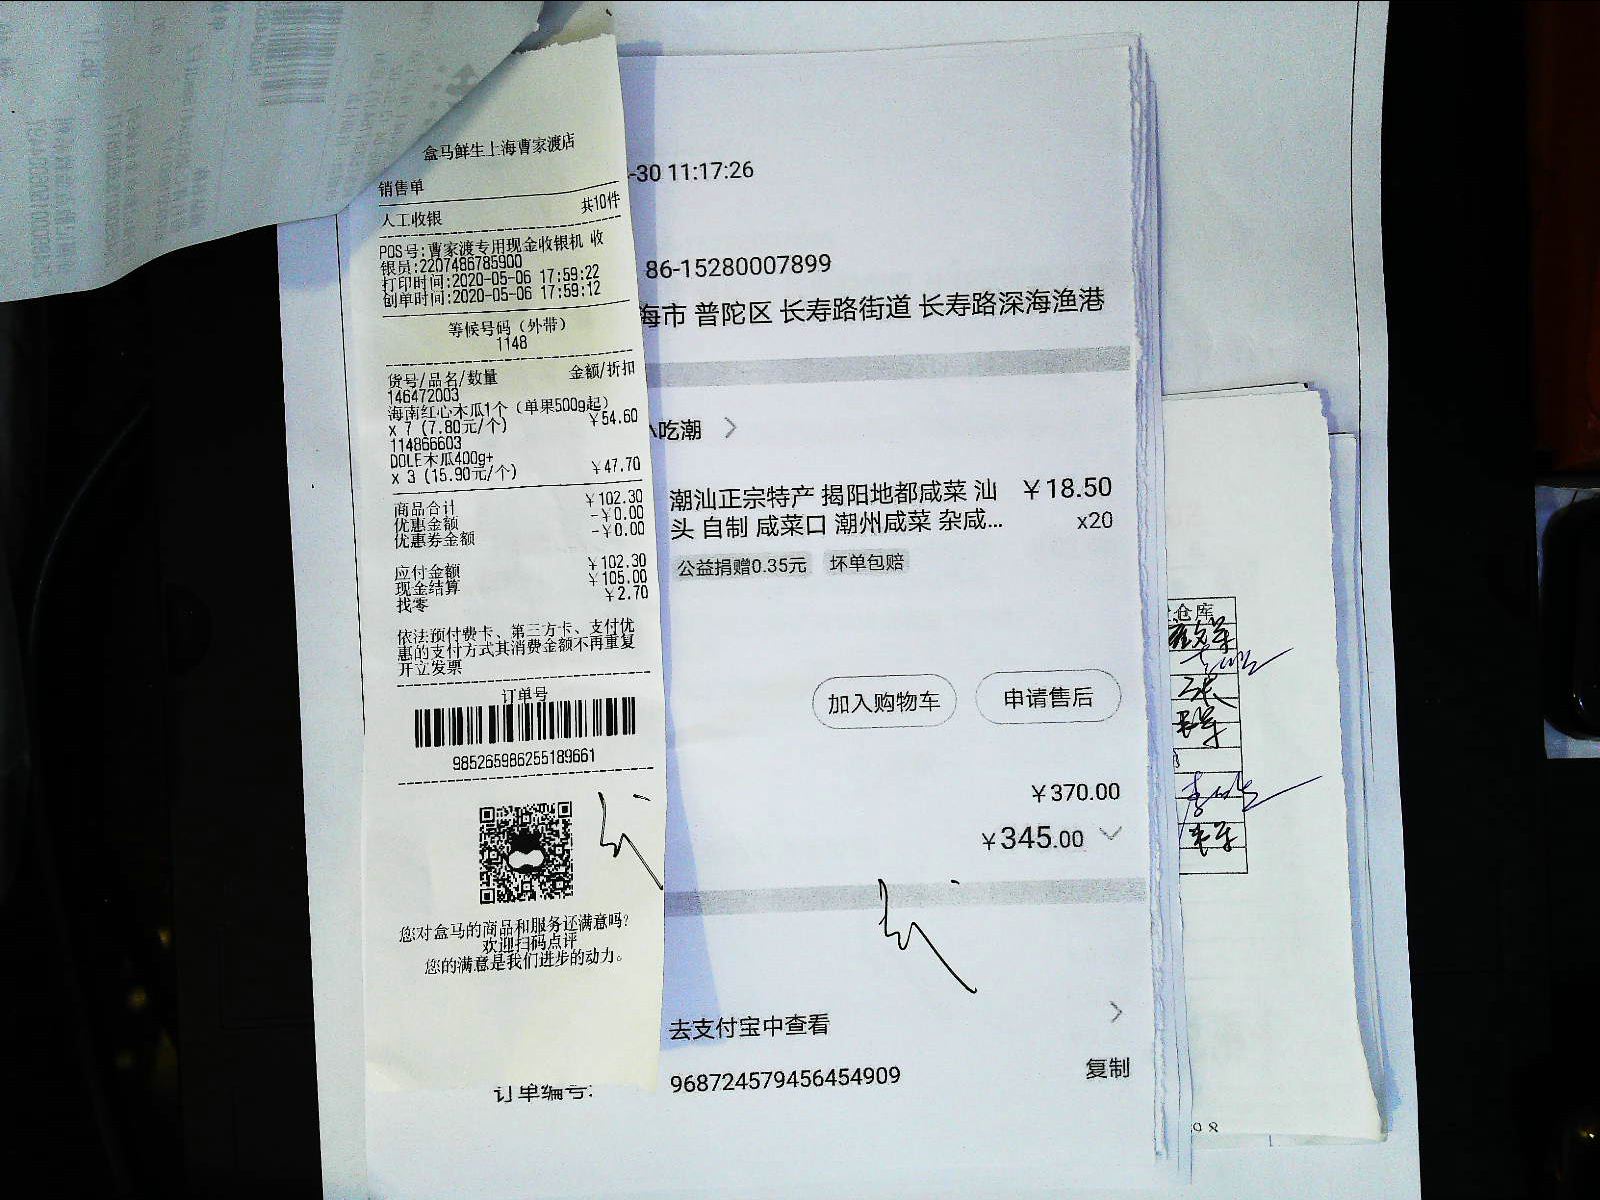 盒马鲜生上海曹家渡店
销售单
人工收银 共10件
POS号:曹家渡专用现金收银机 收
银员:2207486785900
打印时间:2020-05-06 17:59:22
创单时间:2020-05-06 17:59:12
等候号码（外带）
1148
货号/品名/数量 金额/折扣
146472003
海南红心木瓜1个（单果500g起）
x 7 (7.80元/个) ￥54.60
114866603
DOLE木瓜400g+
x 3 (15.90元/个) ￥47.70
商品合计 ￥102.30
优惠金额 -￥0.00
优惠券金额 -￥0.00
应付金额 ￥102.30
现金结算 ￥105.00
找零 ￥2.70
依法预付费卡、第三方卡、支付优
惠的支付方式其消费金额不再重复
开立发票
订单号
985265986255189661
您对盒马的商品和服务还满意吗?
欢迎扫码点评
您的满意是我们进步的动力。
-30 11:17:26
86-15280007899
海市 普陀区 长寿路街道 长寿路深海渔港
吃潮
潮汕正宗特产 揭阳地都咸菜 汕 ￥18.50
头 自制 咸菜口 潮州咸菜 杂咸... x20
公益捐赠0.35元 坏单包赔
加入购物车 申请售后
￥370.00
￥345.00
去支付宝中查看
订单编号: 968724579456454909 复制
仓库